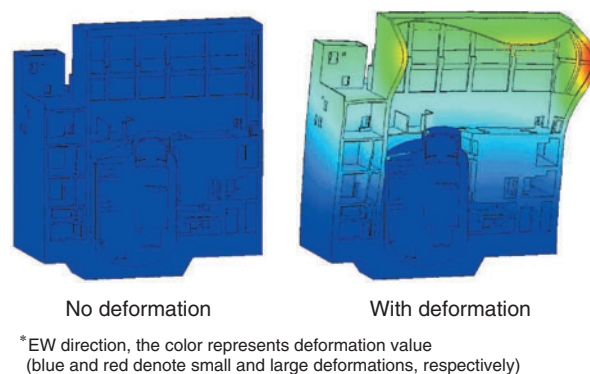 No deformation
With deformation
*EW direction, the color represents deformation value
(blue and red denote small and large deformations, respectively)